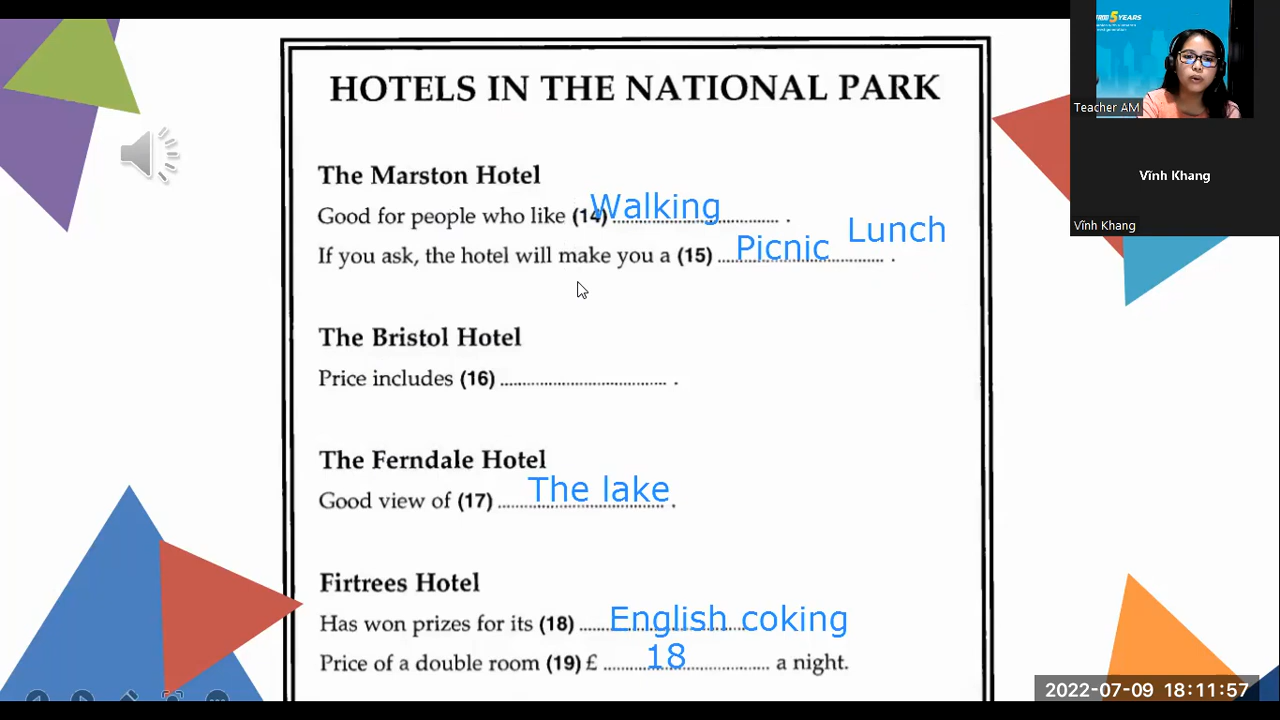 5 YEARS
HOTELS IN THE NATIONAL PARK
Teacher AM
Vĩnh Khang
Vĩnh Khang
The Marston Hotel
Good for people who like (14) Walking .
Lunch
If you ask, the hotel will make you a (15) Picnic .
The Bristol Hotel
Price includes (16) .................... .
The Ferndale Hotel
Good view of (17) The lake .
Firtrees Hotel
Has won prizes for its (18) English coking
Price of a double room (19) £ 18 a night.
2022-07-09 18:11:57